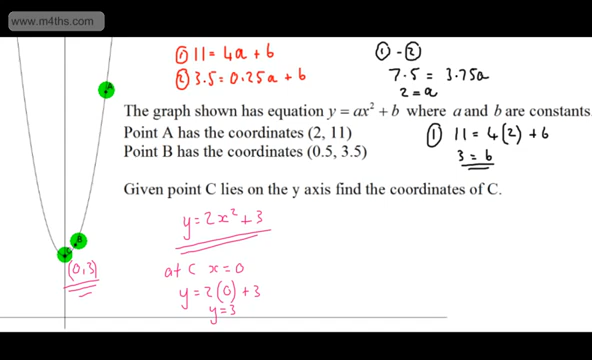 www.m4ths.com
① 11 = 4a + b
② 3.5 = 0.25a + b
① - ②
7.5 = 3.75a
2 = a
A
The graph shown has equation y = ax² + b where a and b are constants.
Point A has the coordinates (2, 11)
Point B has the coordinates (0.5, 3.5)
① 11 = 4(2) + b
3 = b
Given point C lies on the y axis find the coordinates of C.
y = 2x² + 3
B
C
(0,3)
at C x = 0
y = 2(0) + 3
y = 3